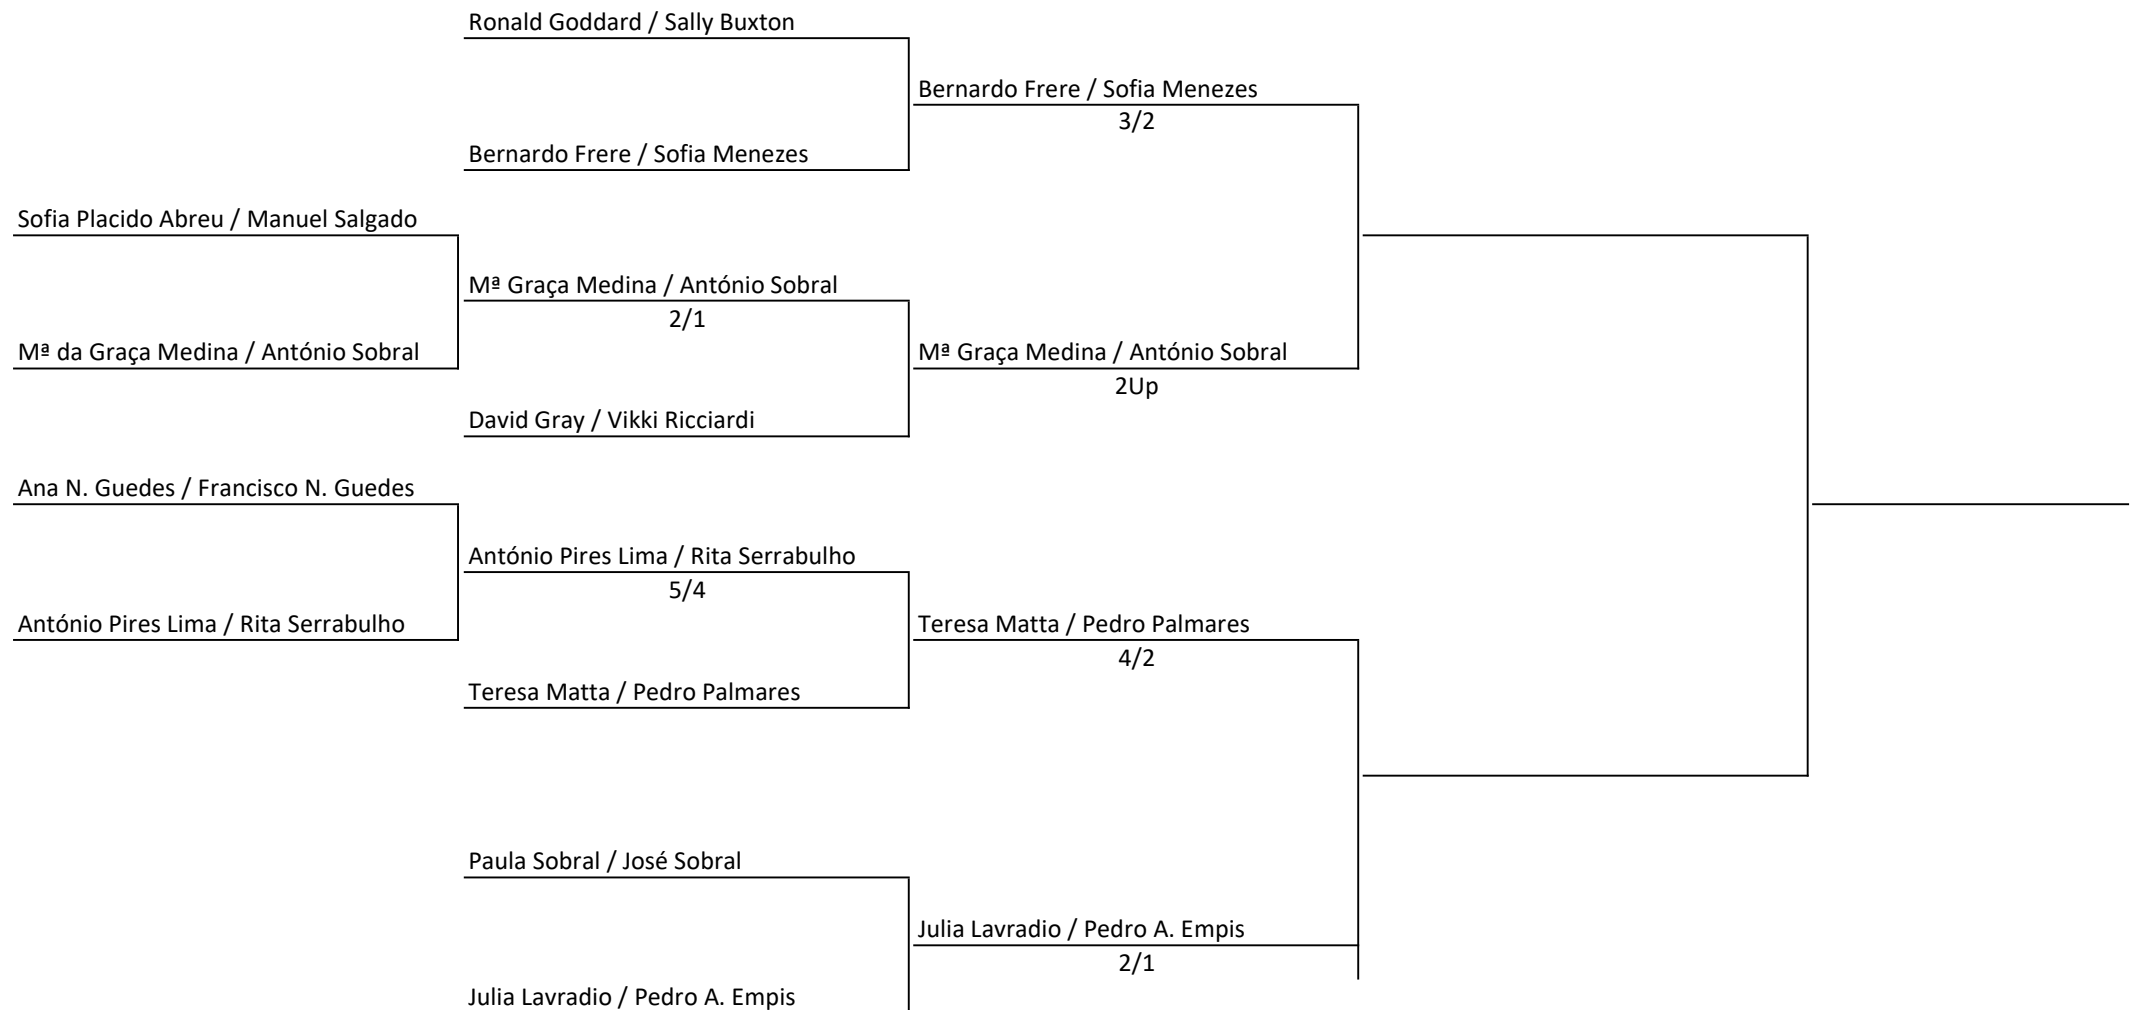 Ronald Goddard / Sally Buxton
Bernardo Frere / Sofia Menezes
3/2
Bernardo Frere / Sofia Menezes
Sofia Placido Abreu / Manuel Salgado
Mª Graça Medina / António Sobral
2/1
Mª da Graça Medina / António Sobral
Mª Graça Medina / António Sobral
2Up
David Gray / Vikki Ricciardi
Ana N. Guedes / Francisco N. Guedes
António Pires Lima / Rita Serrabulho
5/4
António Pires Lima / Rita Serrabulho
Teresa Matta / Pedro Palmares
4/2
Teresa Matta / Pedro Palmares
Paula Sobral / José Sobral
Julia Lavradio / Pedro A. Empis
2/1
Julia Lavradio / Pedro A. Empis